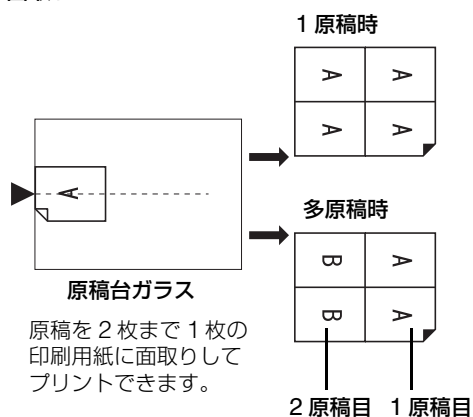 1 原稿時
A A
A A
A
原稿台ガラス
原稿を 2 枚まで 1 枚の
印刷用紙に面取りして
プリントできます。
多原稿時
B A
B A
2 原稿目 1 原稿目